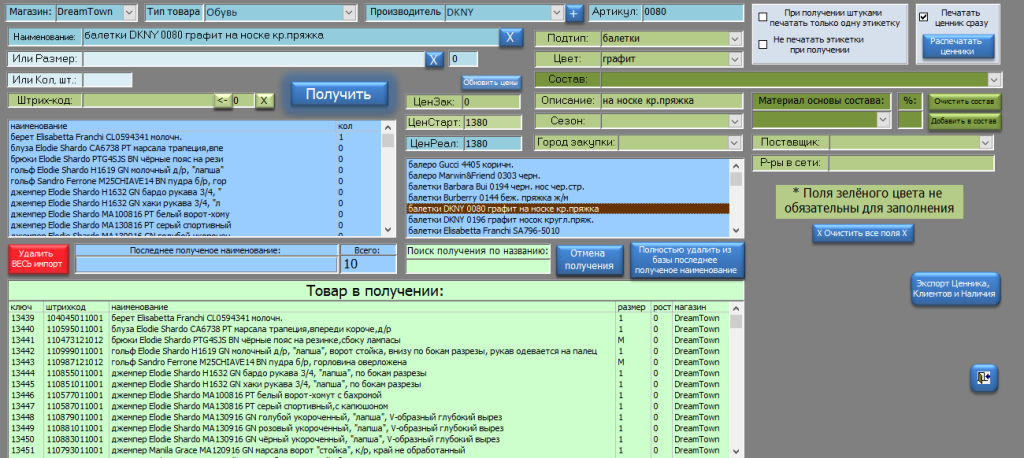 Магазин: DreamTown Тип товара Обувь Производитель DKNY + Артикул: 0080
При получении штуками печатать только одну этикетку
Не печатать этикетки при получении
Печатать ценник сразу
Распечатать ценники
Наименование: балетки DKNY 0080 графит на носке кр.пряжка X
Подтип: балетки
Или Размер: X 0
Цвет: графит
Или Кол, шт.:
Получить
Обновить цены
Состав:
Штрих-код: <- 0 X
ЦенЗак: 0
Описание: на носке кр.пряжка
Материал основы состава: %:
Очистить состав
Добавить в состав
ЦенСтарт: 1380
Сезон:
ЦенРеал: 1380
Город закупки:
Поставщик:
Р-ры в сети:
наименование кол
берет Elisabetta Franchi CL0594341 молочн. 1
блуза Elodie Shardo CA6738 PT марсала трапеция,впе 0
брюки Elodie Shardo PTG4SJS BN чёрные пояс на рези 0
гольф Elodie Shardo H1619 GN молочный д/р, "лапша" 0
гольф Sandro Ferrone M25CHIAVE14 BN пудра б/р, гор 0
джемпер Elodie Shardo H1632 GN бардо рукава 3/4, " 0
джемпер Elodie Shardo H1632 GN хаки рукава 3/4, "л 0
джемпер Elodie Shardo MA100816 PT белый ворот-хому 0
джемпер Elodie Shardo MA130816 PT серый спортивный 0
джемпер Elodie Shardo MA130916 GN голубой укорочен 0
балеро Gucci 4405 коричн.
балеро Marwin&Friend 0303 черн.
балетки Barbara Bui 0194 черн. нос чер.стр.
балетки Burberry 0144 беж. пряжка ж/н
балетки DKNY 0080 графит на носке кр.пряжка
балетки DKNY 0196 графит носок кругл.пряж.
балетки Elisabetta Franchi SA796-5010
* Поля зелёного цвета не
обязательны для заполнения
X Очистить все поля X
Удалить ВЕСЬ импорт
Последнее полученое наименование:
Всего:
10
Поиск получения по названию:
Отмена получения
Полностью удалить из базы последнее полученое наименование
Экспорт Ценника, Клиентов и Наличия
Товар в получении:
ключ штрихкод наименование размер рост магазин
13439 104045011001 берет Elisabetta Franchi CL0594341 молочн. 1 0 DreamTown
13440 110595011001 блуза Elodie Shardo CA6738 PT марсала трапеция,впереди короче,д/р 1 0 DreamTown
13441 110473121012 брюки Elodie Shardo PTG4SJS BN чёрные пояс на резинке,сбоку лампасы M 0 DreamTown
13442 110999011001 гольф Elodie Shardo H1619 GN молочный д/р, "лапша", ворот стойка, внизу по бокам разрезы, рукав одевается на палец 1 0 DreamTown
13443 110987121012 гольф Sandro Ferrone M25CHIAVE14 BN пудра б/р, горловина оверложена M 0 DreamTown
13444 110855011001 джемпер Elodie Shardo H1632 GN бардо рукава 3/4, "лапша", по бокам разрезы 1 0 DreamTown
13445 110851011001 джемпер Elodie Shardo H1632 GN хаки рукава 3/4, "лапша", по бокам разрезы 1 0 DreamTown
13446 110577011001 джемпер Elodie Shardo MA100816 PT белый ворот-хомут с бахромой 1 0 DreamTown
13447 110587011001 джемпер Elodie Shardo MA130816 PT серый спортивный,с капюшоном 1 0 DreamTown
13448 110879011001 джемпер Elodie Shardo MA130916 GN голубой укороченный, "лапша", V-образный глубокий вырез 1 0 DreamTown
13449 110881011001 джемпер Elodie Shardo MA130916 GN розовый укороченный, "лапша", V-образный глубокий вырез 1 0 DreamTown
13450 110883011001 джемпер Elodie Shardo MA130916 GN чёрный укороченный, "лапша", V-образный глубокий вырез 1 0 DreamTown
13451 110793011001 джемпер Manila Grace MA120916 GN марсала ворот "стойка", к/р, край не обработанный 1 0 DreamTown